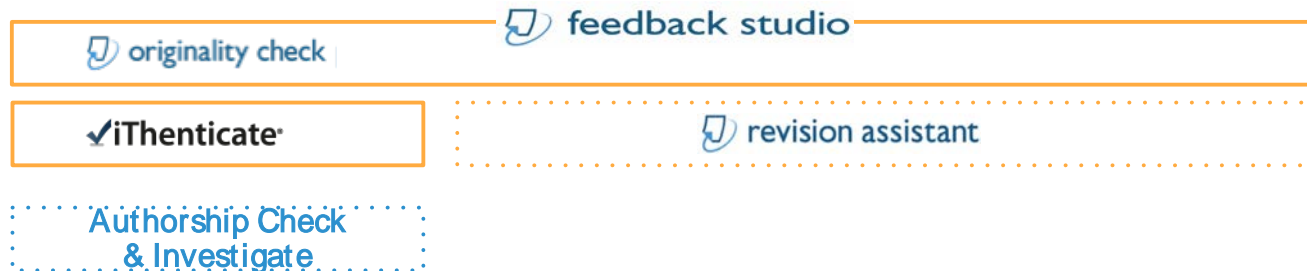 feedback studio
originality check
iThenticate®
revision assistant
Authorship Check
& Investigate